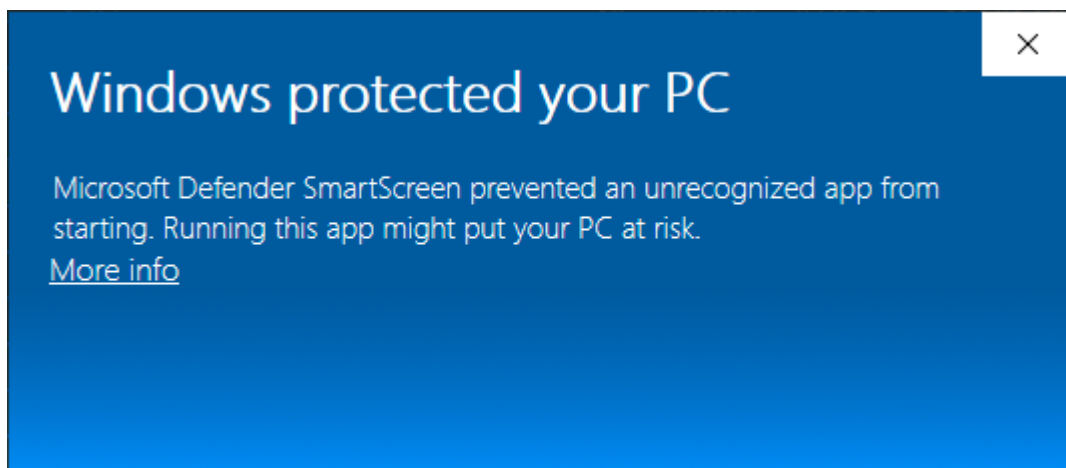 Windows protected your PC
Microsoft Defender SmartScreen prevented an unrecognized app from
starting. Running this app might put your PC at risk.
More info